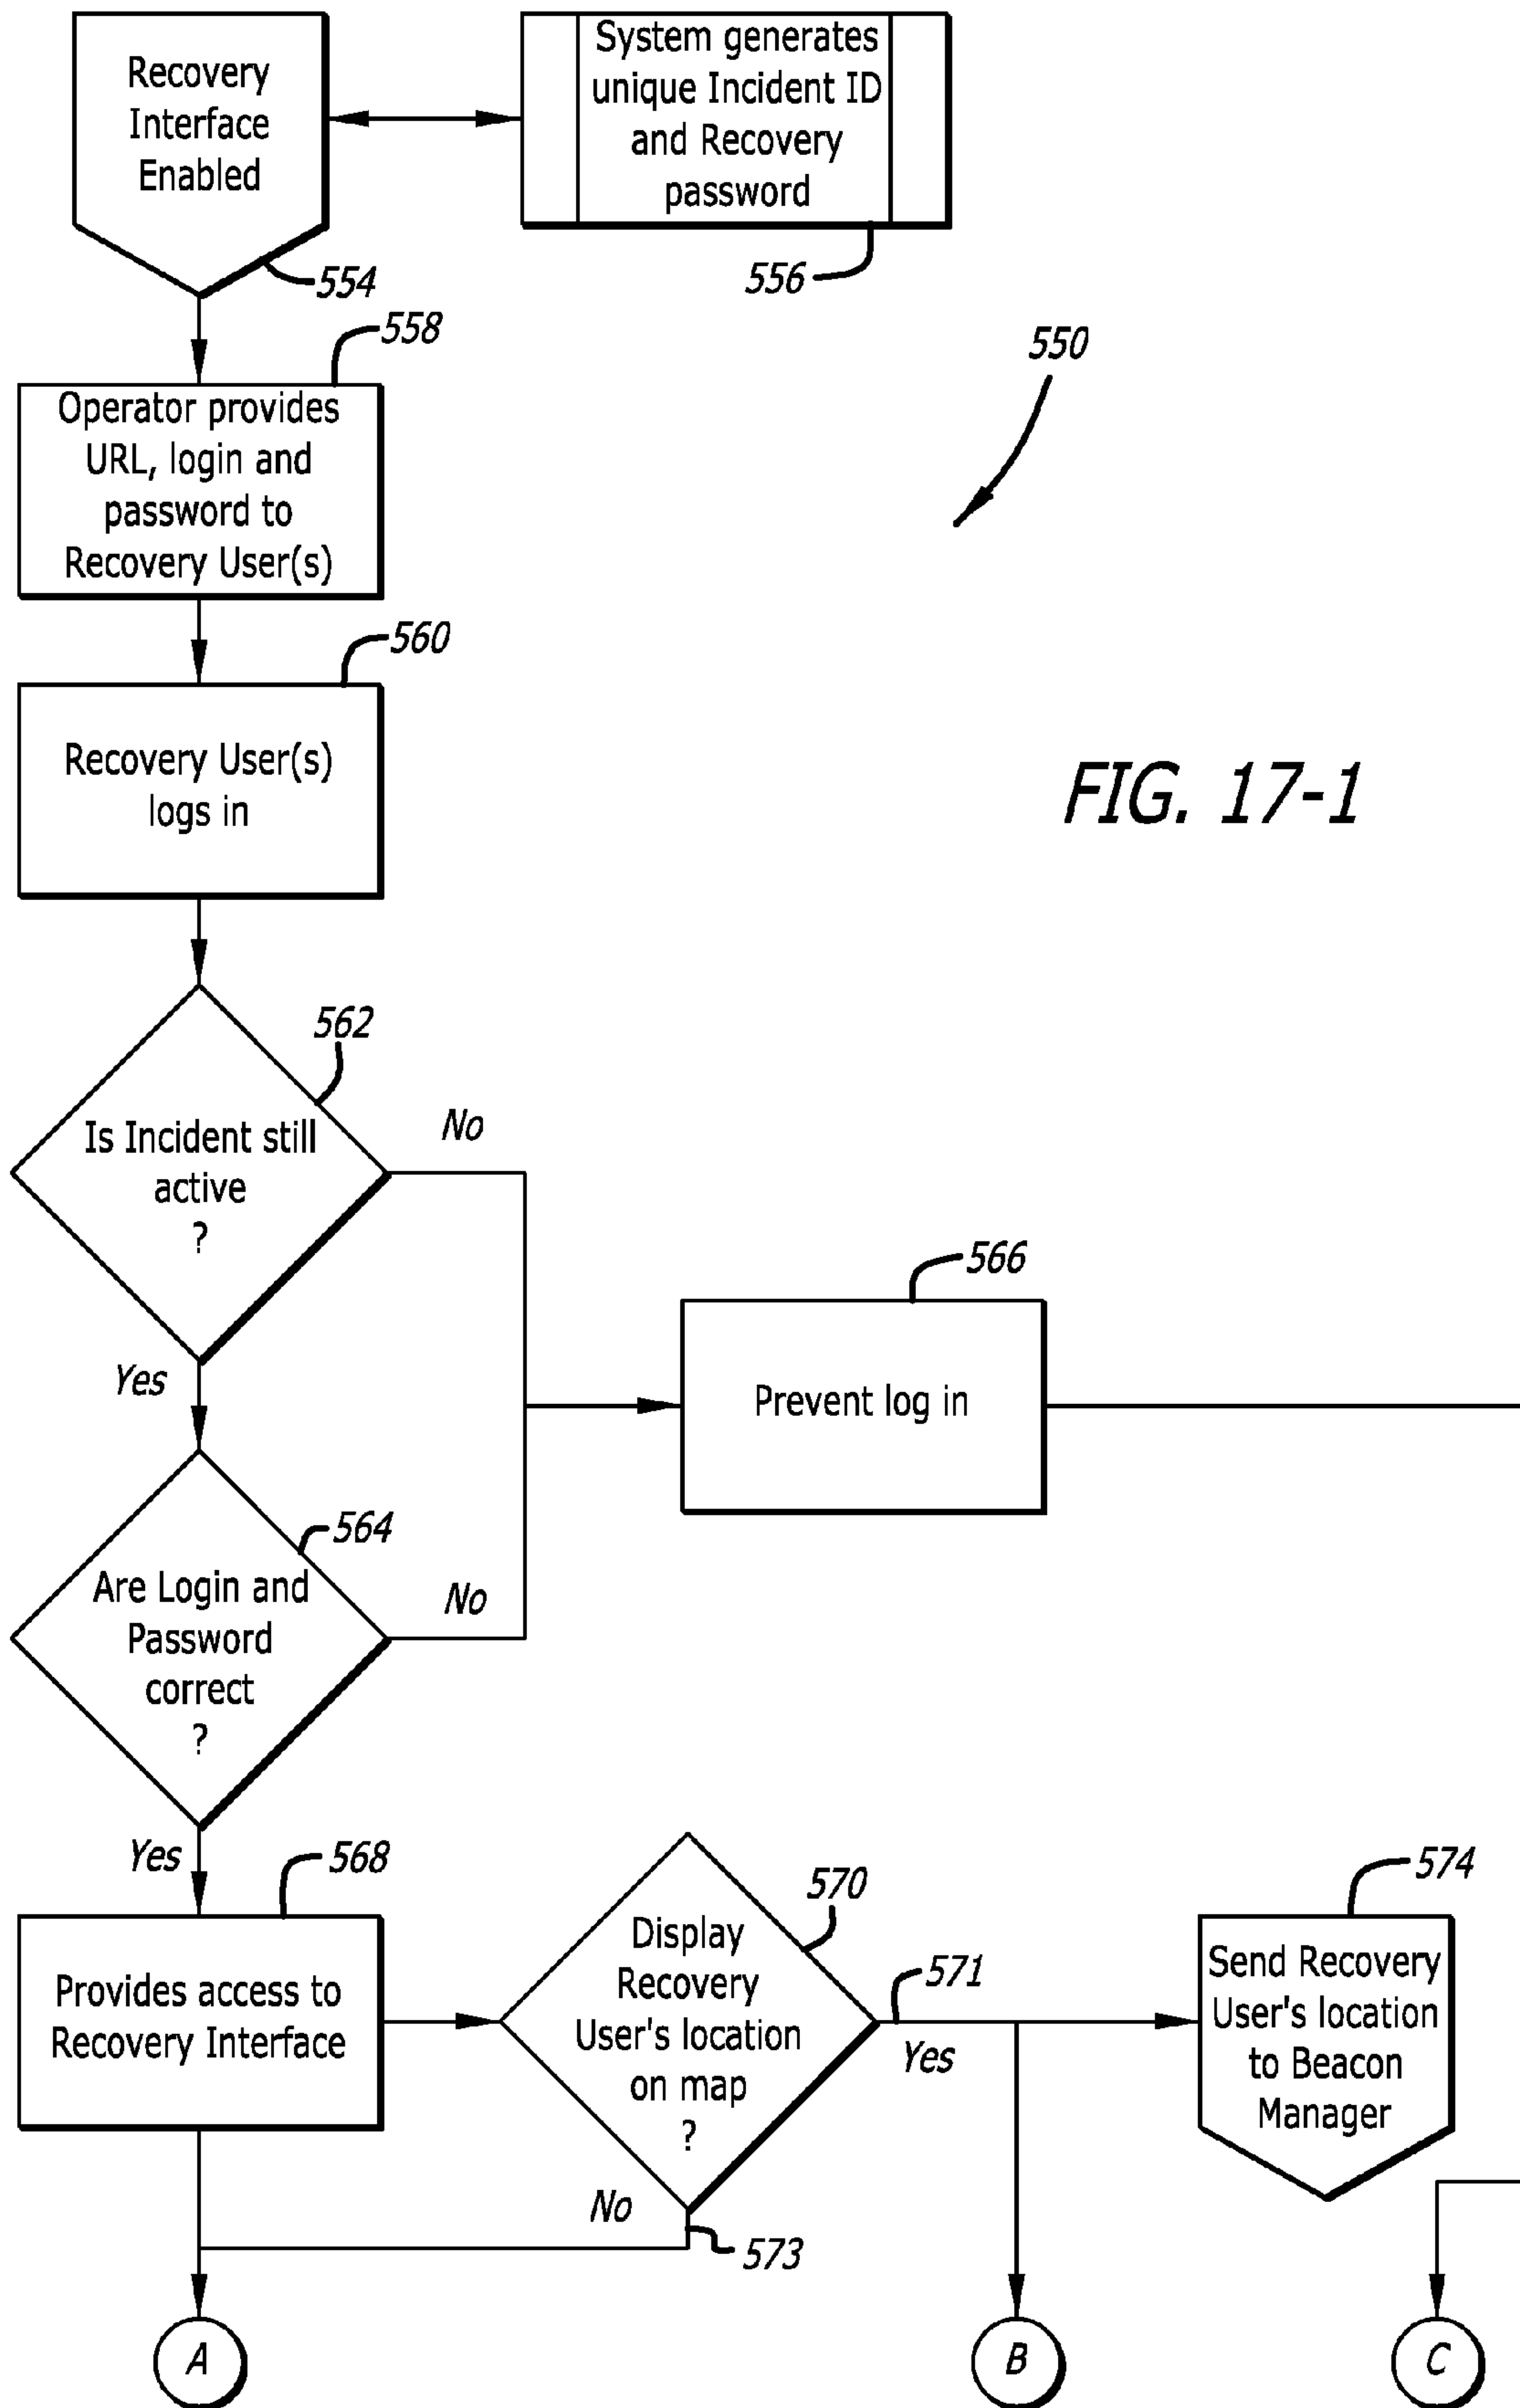 Recovery
Interface
Enabled
System generates
unique Incident ID
and Recovery
password
554
556
558
550
Operator provides
URL, login and
password to
Recovery User(s)
560
Recovery User(s)
logs in
FIG. 17-1
562
Is Incident still
active
?
No
Yes
566
Prevent log in
564
Are Login and
Password
correct
?
No
Yes
568
Provides access to
Recovery Interface
570
Display
Recovery
User's location
on map
?
571
Yes
574
Send Recovery
User's location
to Beacon
Manager
No
573
A
B
C